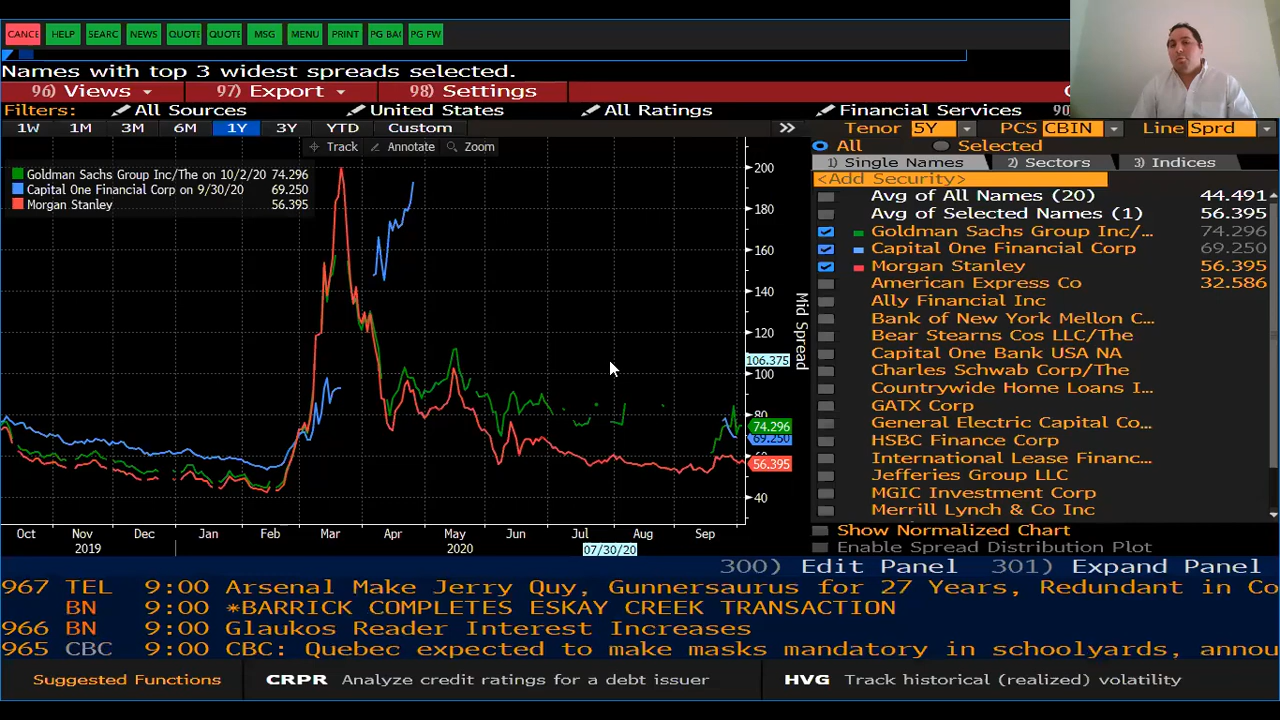 CANCE HELP SEARC NEWS QUOTE QUOTE MSG MENU PRINT PG BAC PG FW
Names with top 3 widest spreads selected.
96) Views 97) Export 98) Settings
Filters: All Sources United States All Ratings Financial Services
1W 1M 3M 6M 1Y 3Y YTD Custom
Tenor 5Y PCS CBIN Line Sprd
All Selected
Track Annotate Zoom
1) Single Names 2) Sectors 3) Indices
<Add Security>
Goldman Sachs Group Inc/The on 10/2/20 74.296
Capital One Financial Corp on 9/30/20 69.250
Morgan Stanley 56.395
200
180
160
140
120
106.375
100
80
74.296
69.250
56.395
40
Mid Spread
Oct Nov Dec Jan Feb Mar Apr May Jun Jul Aug Sep
2019 2020 07/30/20
Avg of All Names (20) 44.491
Avg of Selected Names (1) 56.395
Goldman Sachs Group Inc/... 74.296
Capital One Financial Corp 69.250
Morgan Stanley 56.395
American Express Co 32.586
Ally Financial Inc
Bank of New York Mellon C...
Bear Stearns Cos LLC/The
Capital One Bank USA NA
Charles Schwab Corp/The
Countrywide Home Loans I...
GATX Corp
General Electric Capital Co...
HSBC Finance Corp
International Lease Financ...
Jefferies Group LLC
MGIC Investment Corp
Merrill Lynch & Co Inc
Show Normalized Chart
Enable Spread Distribution Plot
300) Edit Panel 301) Expand Panel
967 TEL 9:00 Arsenal Make Jerry Quy, Gunnersaurus for 27 Years, Redundant in Co
BN 9:00 *BARRICK COMPLETES ESKAY CREEK TRANSACTION
966 BN 9:00 Glaukos Reader Interest Increases
965 CBC 9:00 CBC: Quebec expected to make masks mandatory in schoolyards, annou
Suggested Functions CRPR Analyze credit ratings for a debt issuer HVG Track historical (realized) volatility